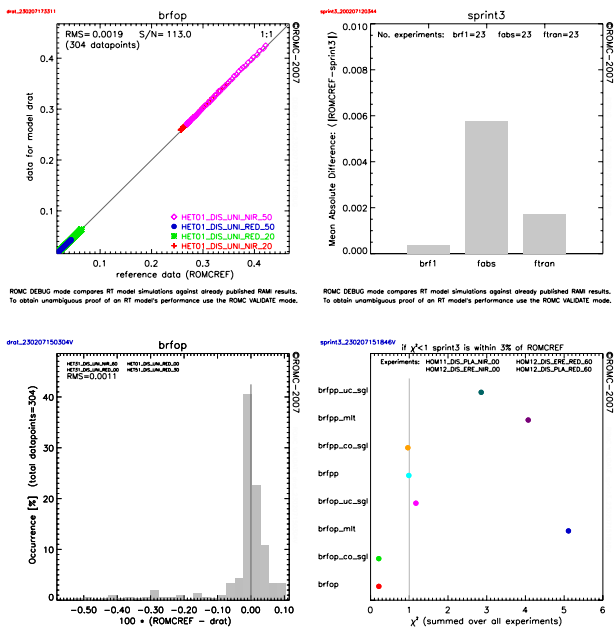 drat_230207173311
brfop
RMS= 0.0019 S/N= 113.0 1:1
(304 datapoints)
©ROMC-2007
data for model drat
0.4
0.3
0.2
0.1
HET01_DIS_UNI_NIR_50
HET01_DIS_UNI_RED_50
HET01_DIS_UNI_RED_20
HET01_DIS_UNI_NIR_20
0.1 0.2 0.3 0.4
reference data (ROMCREF)
ROMC DEBUG mode compares RT model simulations against already published RAMI results.
To obtain unambiguous proof of an RT model's performance use the ROMC VALIDATE mode.
sprint3_200207120344
sprint3
No. experiments: brf1=23 fabs=23 ftran=23
©ROMC-2007
Mean Absolute Difference: ⟨|ROMCREF-sprint3|⟩
0.010
0.008
0.006
0.004
0.002
0.000
brf1 fabs ftran
ROMC DEBUG mode compares RT model simulations against already published RAMI results.
To obtain unambiguous proof of an RT model's performance use the ROMC VALIDATE mode.
drat_230207150304V
brfop
RMS=0.0011
©ROMC-2007
Occurrence [%] (total datapoints=304)
50
40
30
20
10
0
-0.50 -0.40 -0.30 -0.20 -0.10 0.00 0.10
100 * (ROMCREF - drat)
sprint3_230207151846V
if χ²<1 sprint3 is within 3% of ROMCREF
Experiments: HOM11_DIS_PLA_NIR_00 HOM12_DIS_ERE_RED_60
HOM12_DIS_ERE_NIR_00 HOM12_DIS_PLA_RED_60
©ROMC-2007
brfpp_uc_sgl
brfpp_mlt
brfpp_co_sgl
brfpp
brfop_uc_sgl
brfop_mlt
brfop_co_sgl
brfop
0 1 2 3 4 5 6
χ² (summed over all experiments)